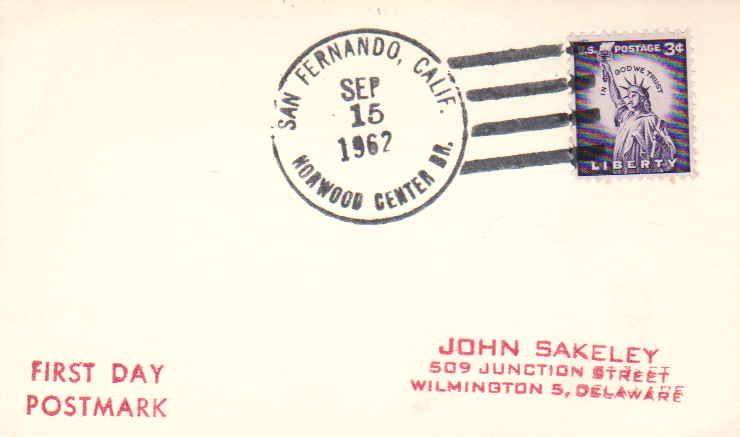 SAN FERNANDO, CALIF.
SEP
15
1962
NORWOOD CENTER BR.
U.S. POSTAGE 3¢
IN GOD WE TRUST
LIBERTY
FIRST DAY
POSTMARK
JOHN SAKELEY
509 JUNCTION STREET
WILMINGTON 5, DELAWARE